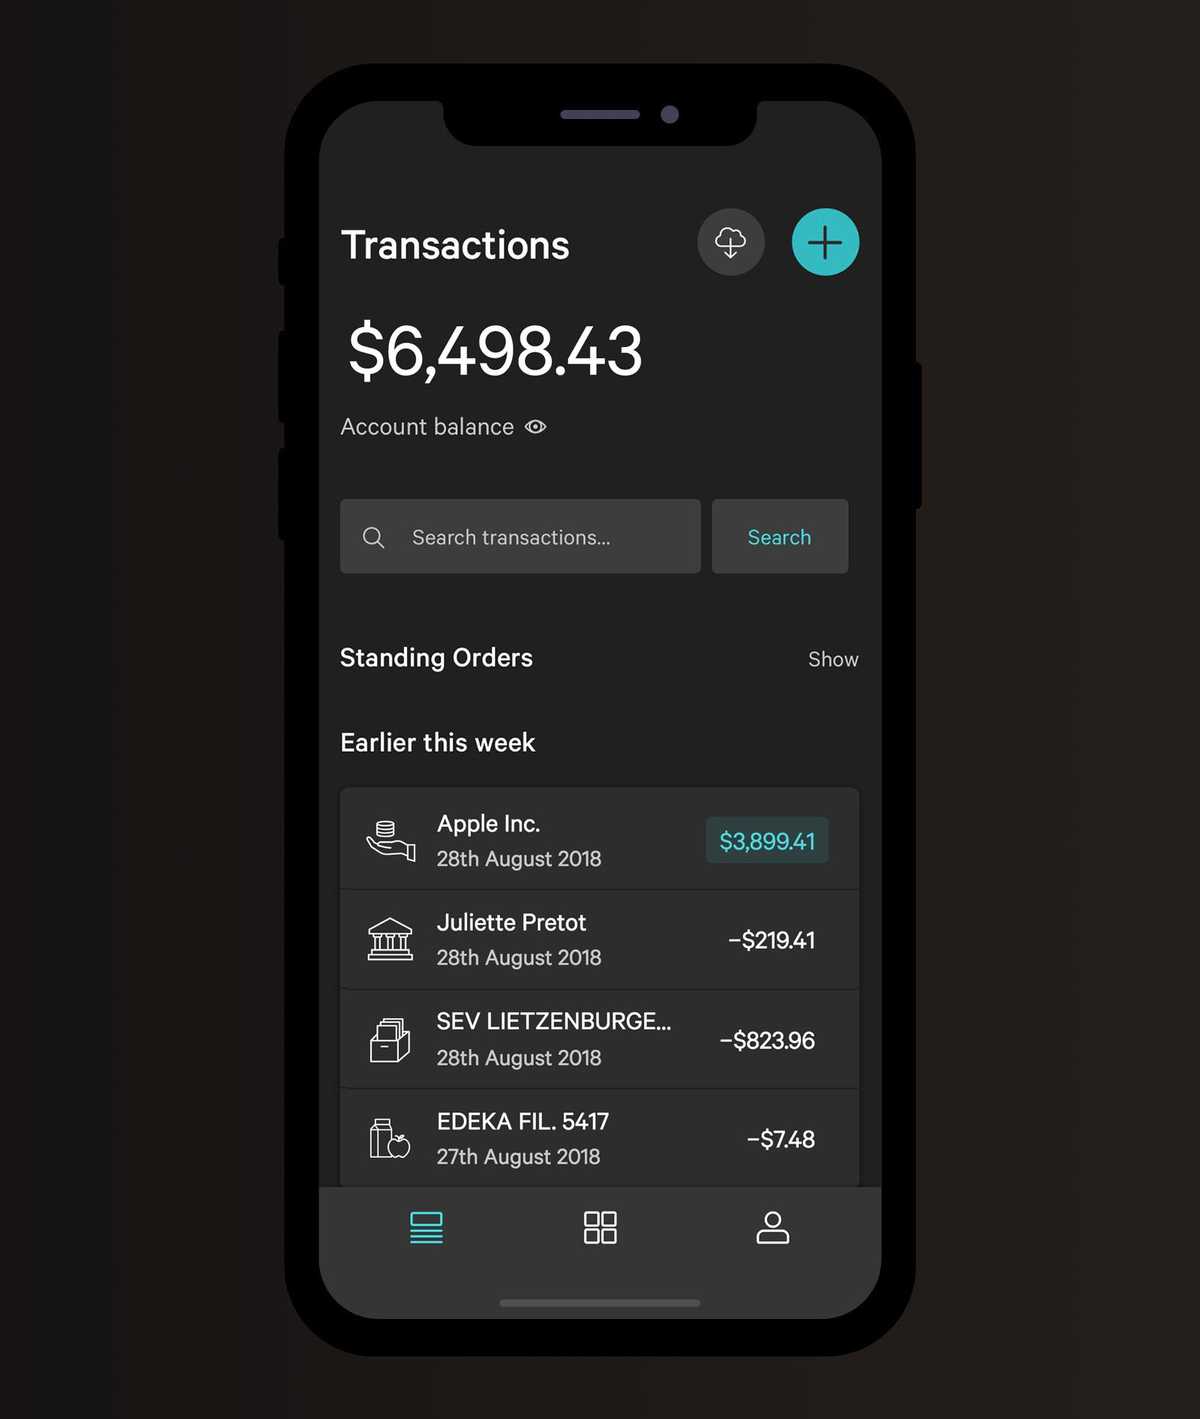 Transactions
$6,498.43
Account balance
Search transactions...
Search
Standing Orders
Show
Earlier this week
Apple Inc.
28th August 2018
$3,899.41
Juliette Pretot
28th August 2018
–$219.41
SEV LIETZENBURGE...
28th August 2018
–$823.96
EDEKA FIL. 5417
27th August 2018
–$7.48